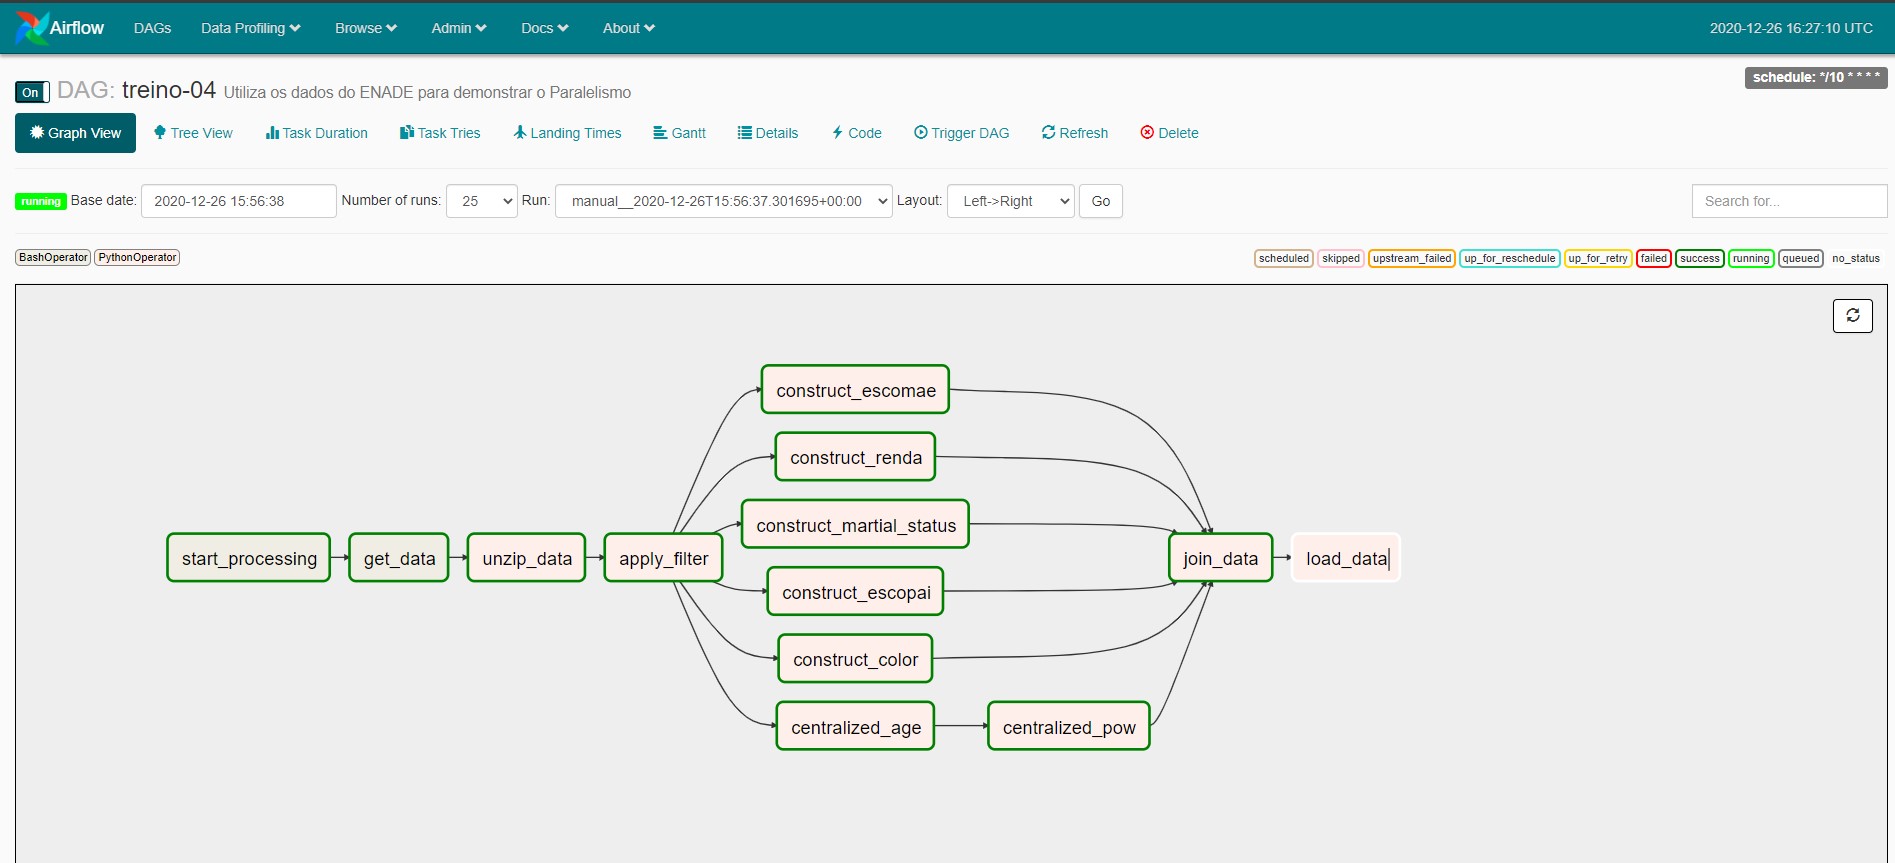 Airflow DAGs Data Profiling Browse Admin Docs About 2020-12-26 16:27:10 UTC
schedule: */10 * * * *
On DAG: treino-04 Utiliza os dados do ENADE para demonstrar o Paralelismo
Graph View Tree View Task Duration Task Tries Landing Times Gantt Details Code Trigger DAG Refresh Delete
running Base date: 2020-12-26 15:56:38 Number of runs: 25 Run: manual__2020-12-26T15:56:37.301695+00:00 Layout: Left->Right Go Search for...
BashOperator PythonOperator scheduled skipped upstream_failed up_for_reschedule up_for_retry failed success running queued no_status
construct_escomae
construct_renda
construct_martial_status
start_processing get_data unzip_data apply_filter join_data load_data
construct_escopai
construct_color
centralized_age centralized_pow